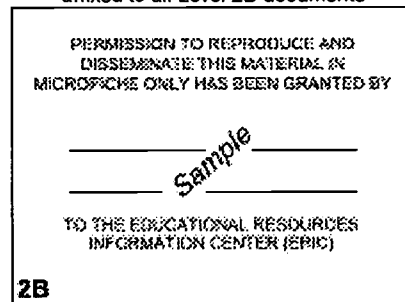 affixed to all Level 2B documents
PERMISSION TO REPRODUCE AND
DISSEMINATE THIS MATERIAL IN
MICROFICHE ONLY HAS BEEN GRANTED BY
Sample
TO THE EDUCATIONAL RESOURCES
INFORMATION CENTER (ERIC)
2B